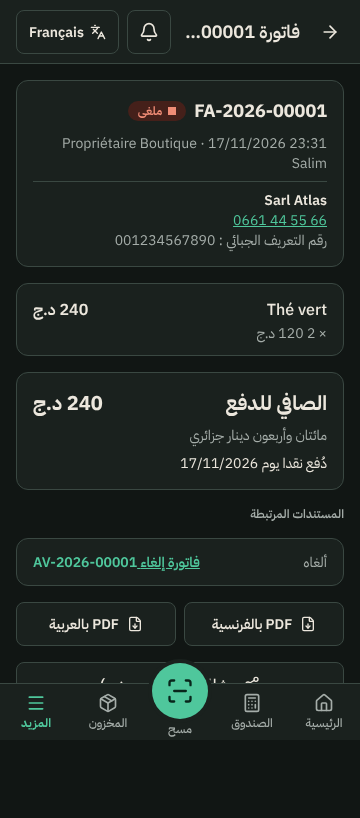 فاتورة 00001...
Français
FA-2026-00001 ملغى
Propriétaire Boutique · 17/11/2026 23:31
Salim
Sarl Atlas
0661 44 55 66
رقم التعريف الجبائي : 001234567890
Thé vert 240 د.ج
2 × 120 د.ج
الصافي للدفع 240 د.ج
مائتان وأربعون دينار جزائري
دُفع نقدا يوم 17/11/2026
المستندات المرتبطة
ألغاه فاتورة إلغاء AV-2026-00001
PDF بالفرنسية PDF بالعربية
الرئيسية الصندوق مسح المخزون المزيد